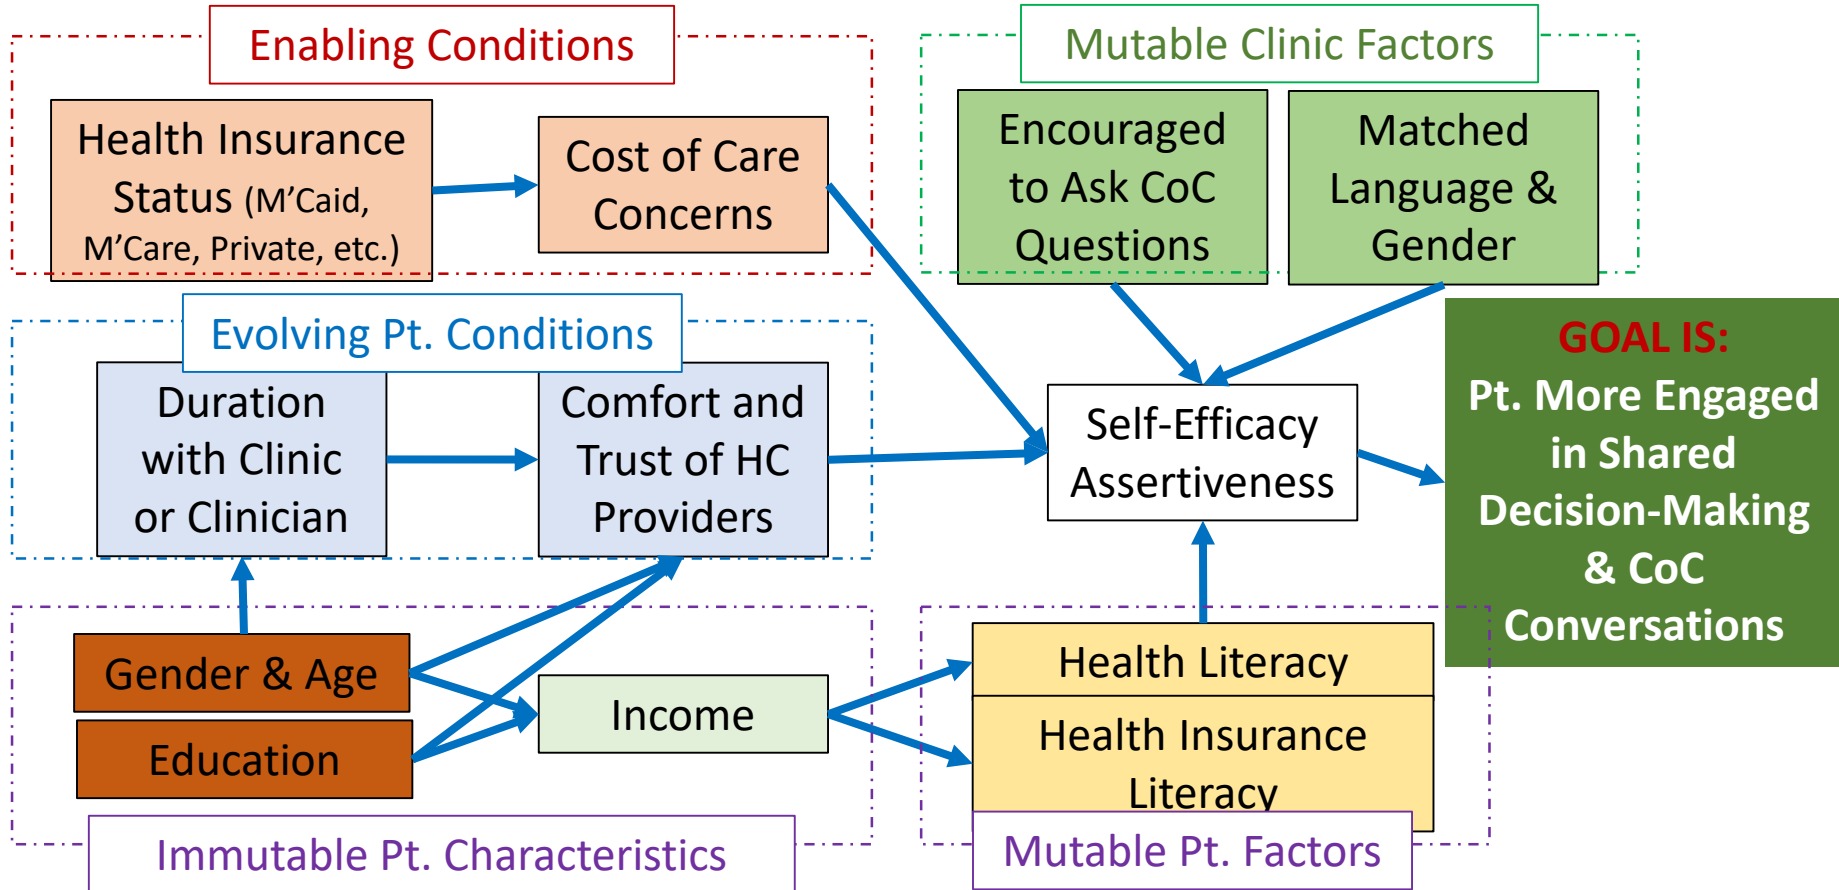 Enabling Conditions
Health Insurance
Status (M'Caid,
M'Care, Private, etc.)
Cost of Care
Concerns
Mutable Clinic Factors
Encouraged
to Ask CoC
Questions
Matched
Language &
Gender
Evolving Pt. Conditions
Duration
with Clinic
or Clinician
Comfort and
Trust of HC
Providers
Self-Efficacy
Assertiveness
GOAL IS:
Pt. More Engaged
in Shared
Decision-Making
& CoC
Conversations
Gender & Age
Education
Income
Immutable Pt. Characteristics
Health Literacy
Health Insurance
Literacy
Mutable Pt. Factors